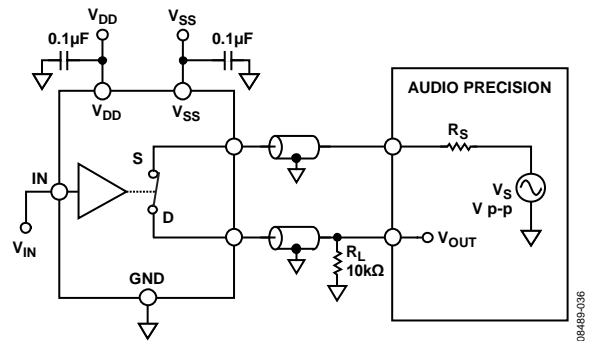 VDD
VSS
0.1µF
0.1µF
VDD
VSS
AUDIO PRECISION
RS
S
IN
VS
V p-p
D
VOUT
VIN
RL
10kΩ
GND
08489-036